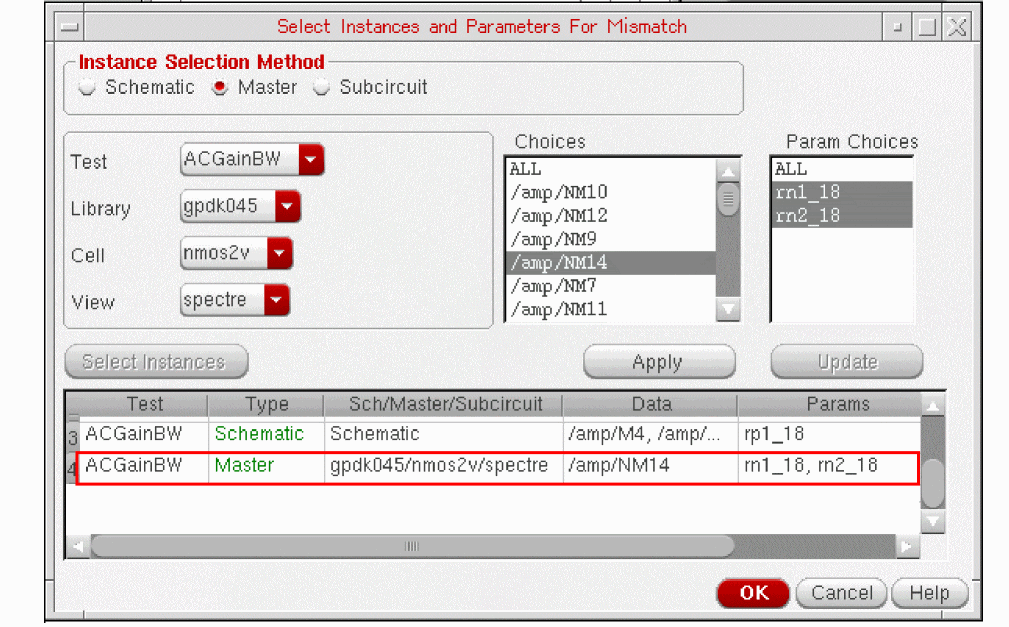 Select Instances and Parameters For Mismatch
Instance Selection Method
Schematic Master Subcircuit
Choices Param Choices
Test ACGainBW
Library gpdk045
Cell nmos2v
View spectre
ALL
/amp/NM10
/amp/NM12
/amp/NM9
/amp/NM14
/amp/NM7
/amp/NM11
ALL
rn1_18
rn2_18
Select Instances Apply Update
Test Type Sch/Master/Subcircuit Data Params
3 ACGainBW Schematic Schematic /amp/M4, /amp/... rp1_18
4 ACGainBW Master gpdk045/nmos2v/spectre /amp/NM14 rn1_18, rn2_18
OK Cancel Help